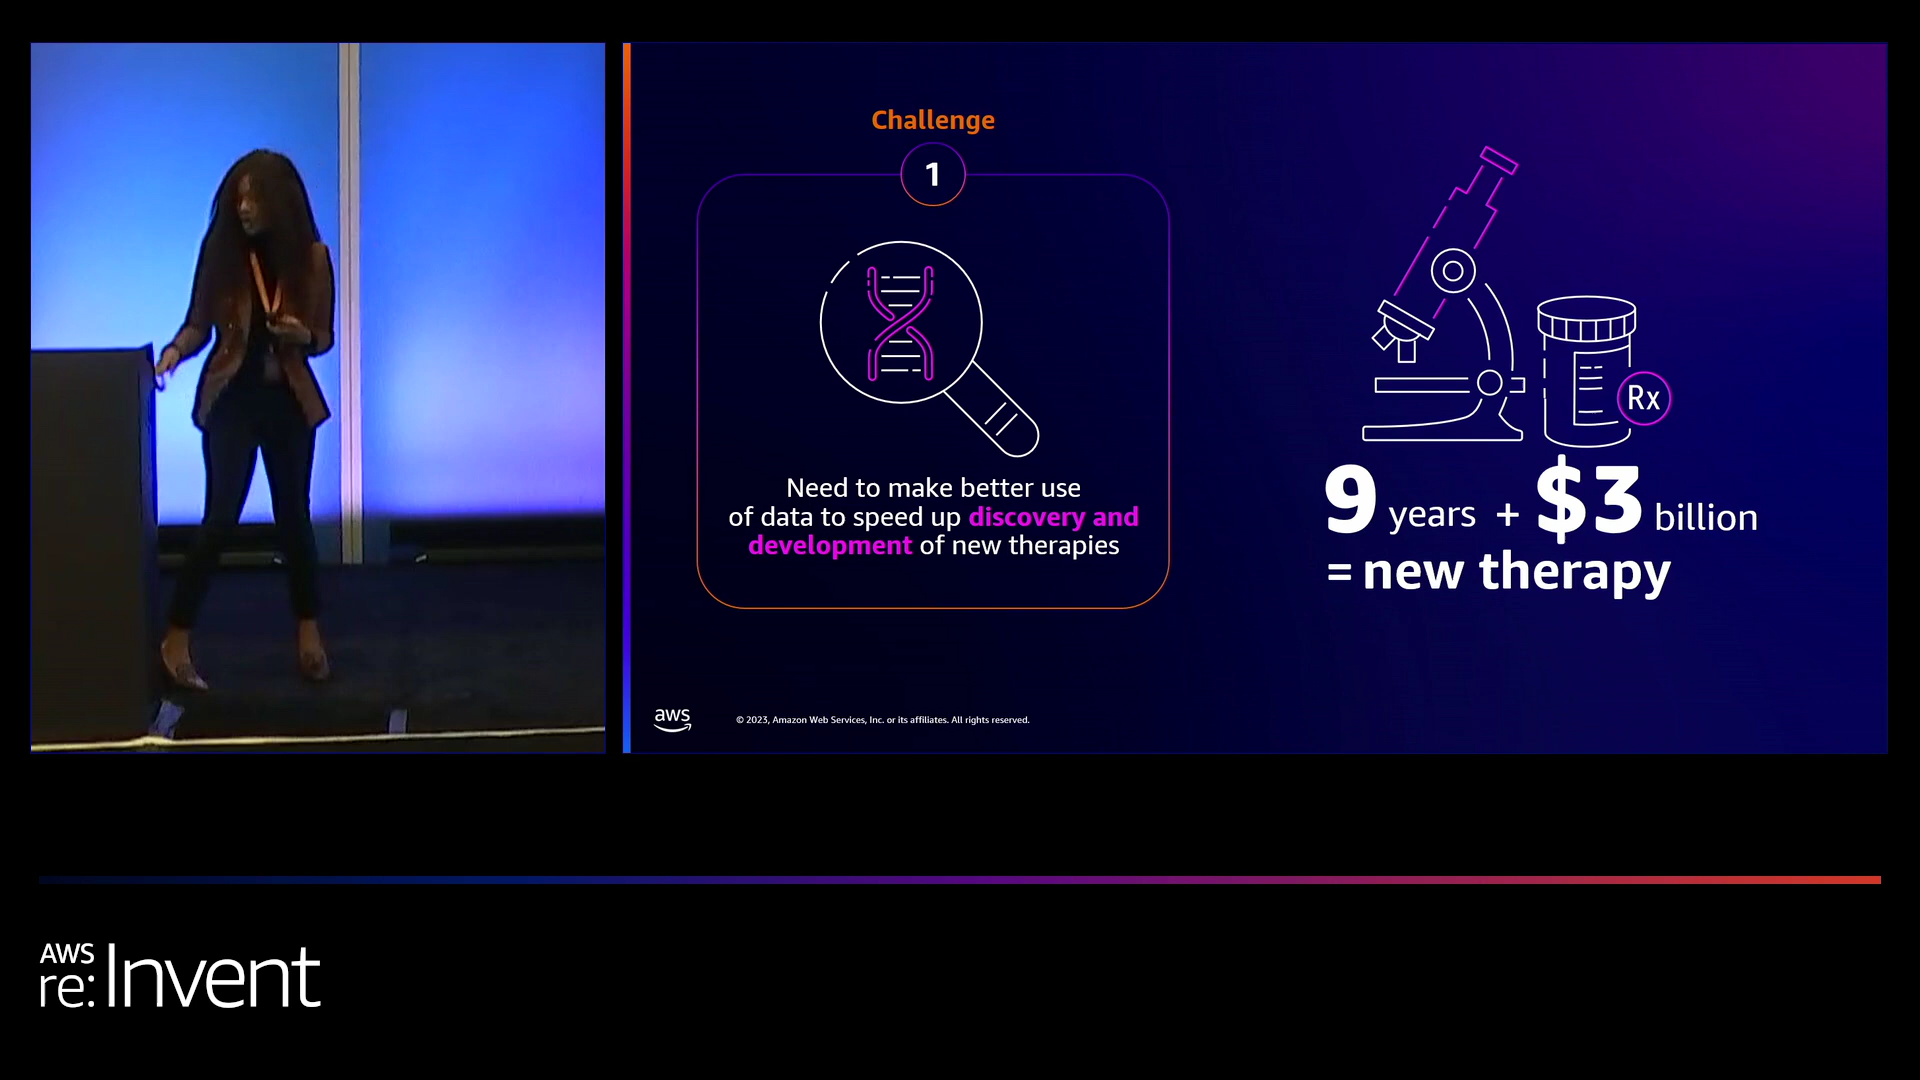 Challenge
1
Need to make better use
of data to speed up discovery and
development of new therapies
Rx
9 years + $3 billion
= new therapy
aws
© 2023, Amazon Web Services, Inc. or its affiliates. All rights reserved.
AWS
re:Invent